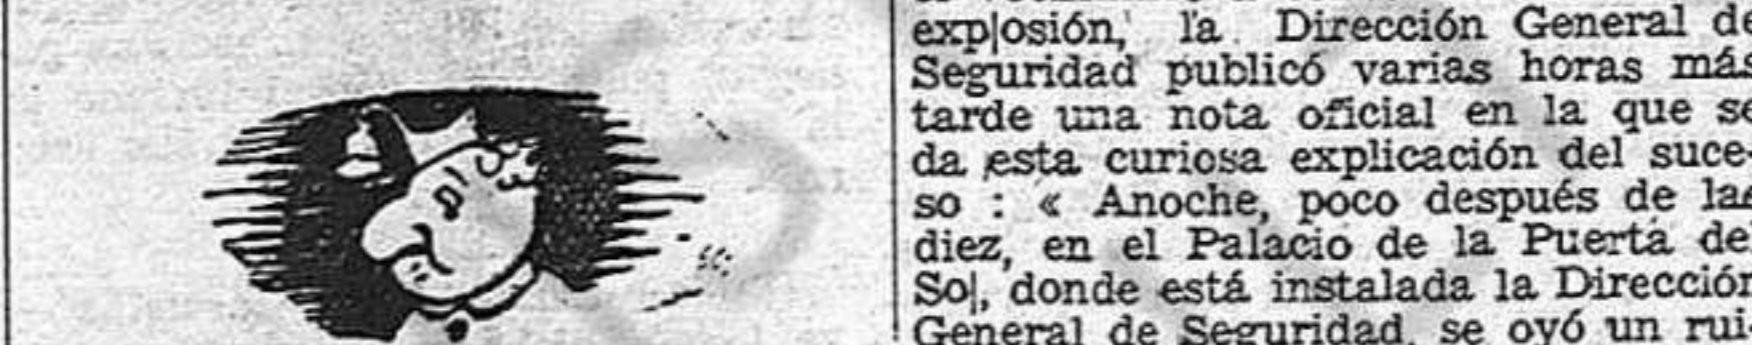 explosión, la Dirección General de
Seguridad publicó varias horas más
tarde una nota oficial en la que se
da esta curiosa explicación del suce-
so : « Anoche, poco después de las
diez, en el Palacio de la Puerta del
Sol, donde está instalada la Dirección
General de Seguridad, se oyó un rui-